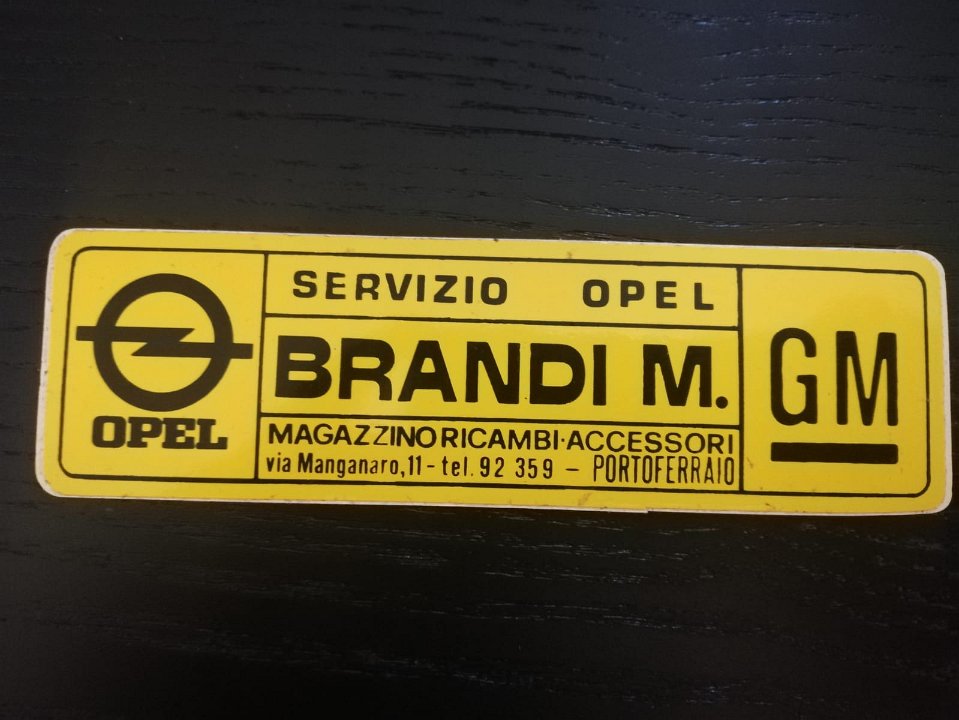 OPEL
SERVIZIO OPEL
BRANDI M.
MAGAZZINO RICAMBI·ACCESSORI
via Manganaro, 11 - tel. 92 359 - PORTOFERRAIO
GM